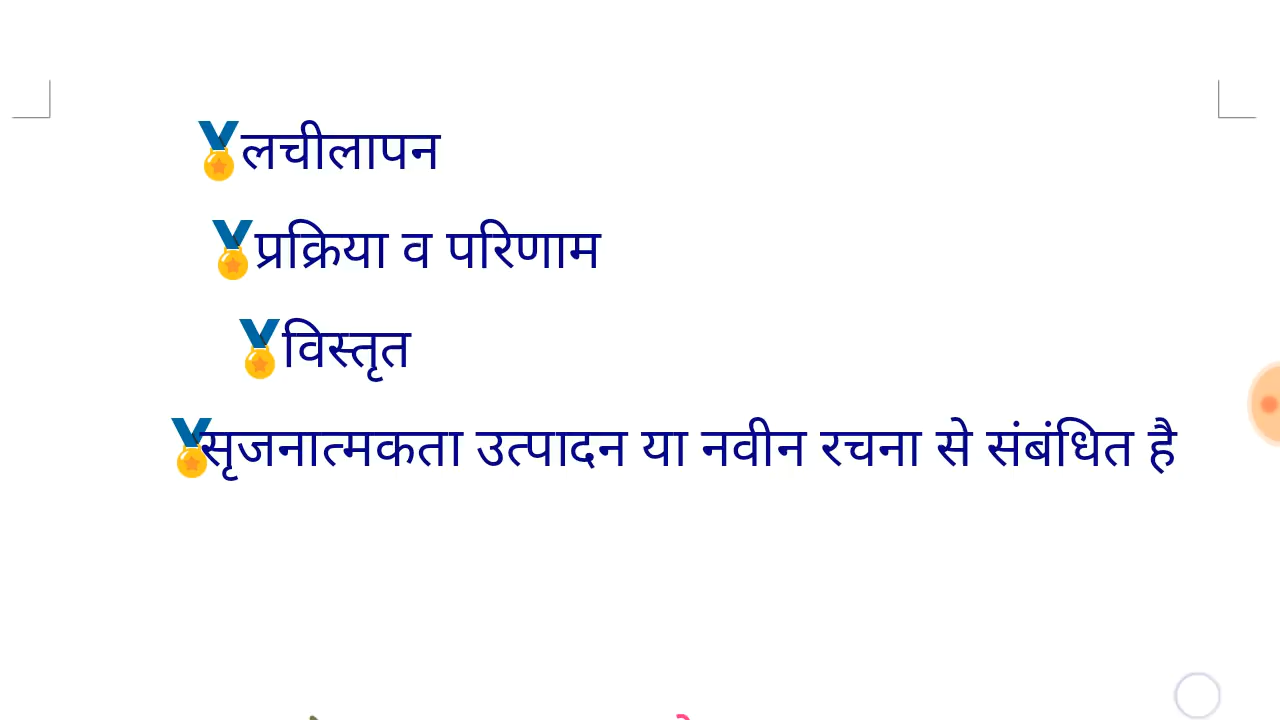 🏅लचीलापन
🏅प्रक्रिया व परिणाम
🏅विस्तृत
🏅सृजनात्मकता उत्पादन या नवीन रचना से संबंधित है